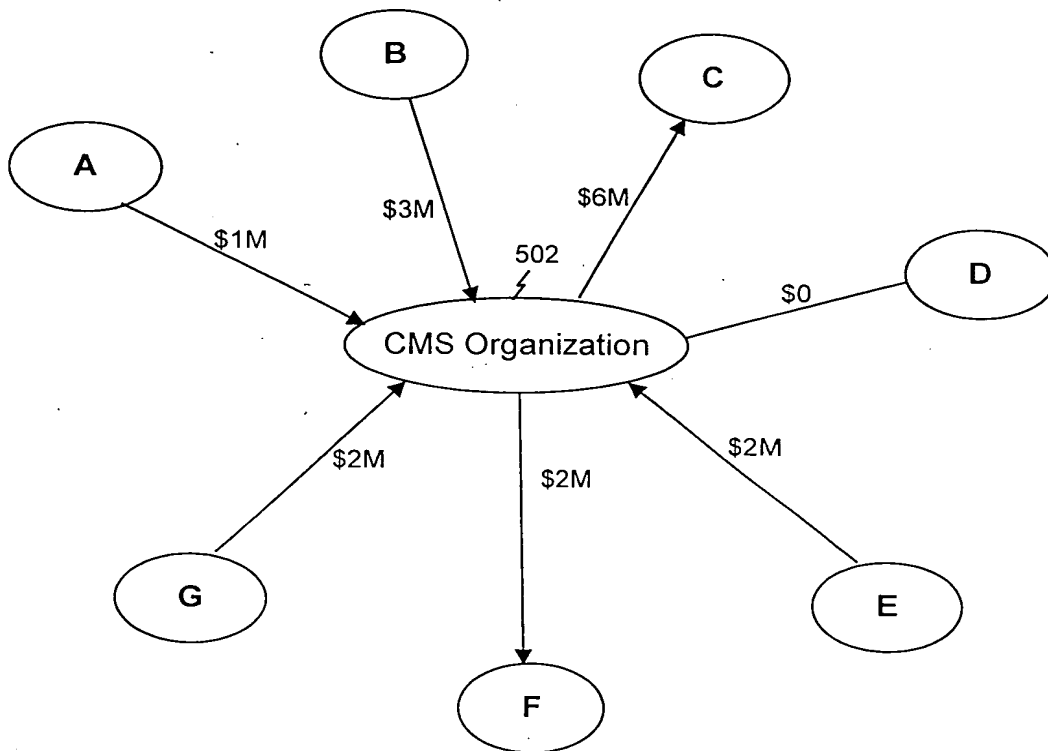 B
C
A
$3M
$6M
$1M
502
D
$0
CMS Organization
$2M
$2M
$2M
G
E
F